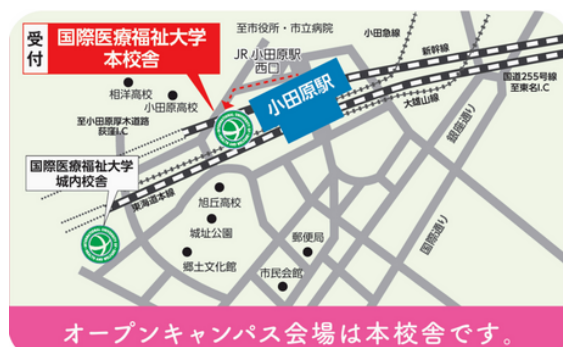 受付
国際医療福祉大学
本校舎
至市役所・市立病院
JR 小田原駅
西口
小田急線
新幹線
国道255号線
至東名I.C
相洋高校
小田原高校
小田原駅
大雄山線
至小田原厚木道路
荻窪I.C
銀座通り
国際医療福祉大学
城内校舎
東海道本線
旭丘高校
城址公園
郵便局
国際通り
郷土文化館
市民会館
オープンキャンパス会場は本校舎です。